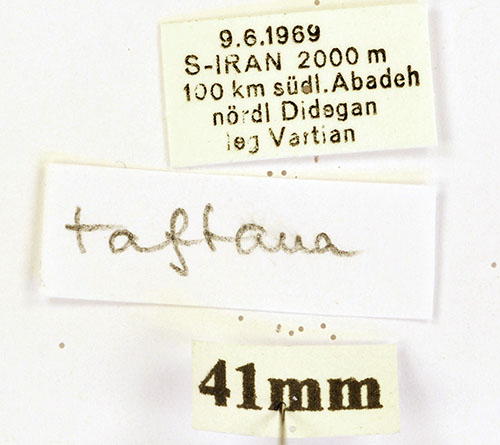 9.6.1969
S-IRAN 2000 m
100 km südl. Abadeh
nördl Didegan
leg Vartian
taftana
41mm